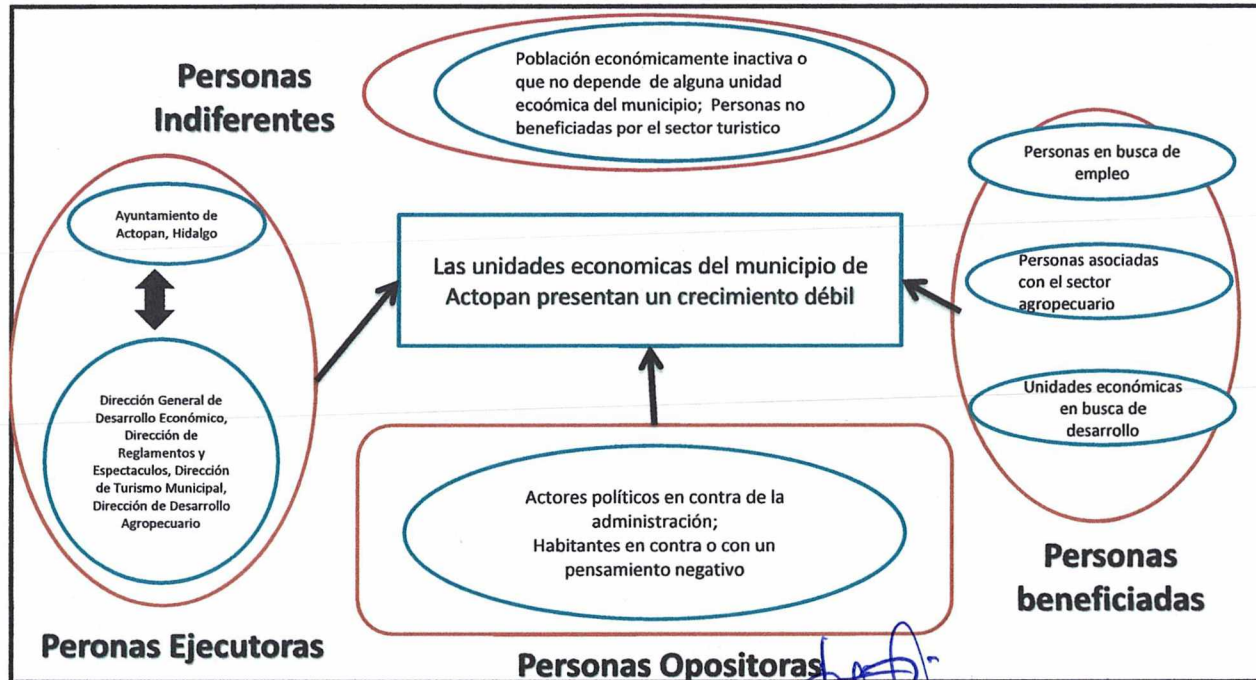 Personas
Indiferentes
Población económicamente inactiva o
que no depende de alguna unidad
ecoómica del municipio; Personas no
beneficiadas por el sector turistico
Ayuntamiento de
Actopan, Hidalgo
Dirección General de
Desarrollo Económico,
Dirección de
Reglamentos y
Espectaculos, Dirección
de Turismo Municipal,
Dirección de Desarrollo
Agropecuario
Peronas Ejecutoras
Las unidades economicas del municipio de
Actopan presentan un crecimiento débil
Actores políticos en contra de la
administración;
Habitantes en contra o con un
pensamiento negativo
Personas Opositoras
Personas en busca de
empleo
Personas asociadas
con el sector
agropecuario
Unidades económicas
en busca de
desarrollo
Personas
beneficiadas